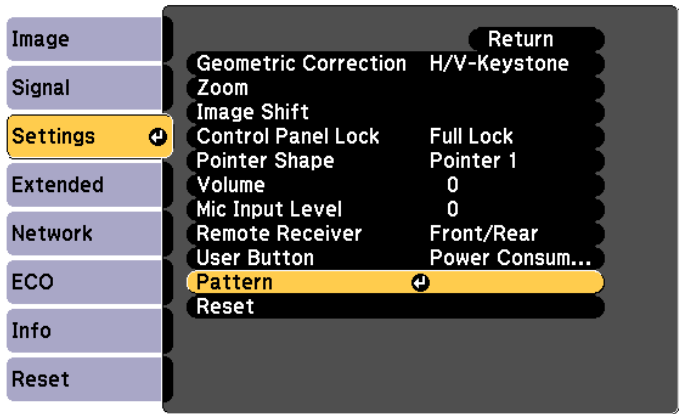 Image
Signal
Settings
Extended
Network
ECO
Info
Reset
Return
Geometric Correction H/V-Keystone
Zoom
Image Shift
Control Panel Lock Full Lock
Pointer Shape Pointer 1
Volume 0
Mic Input Level 0
Remote Receiver Front/Rear
User Button Power Consum...
Pattern
Reset